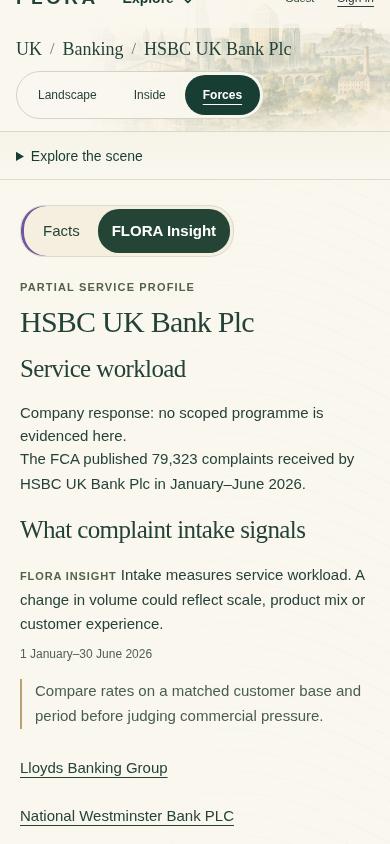 FLORA Explore Guest Sign in
UK / Banking / HSBC UK Bank Plc
Landscape Inside Forces
Explore the scene
Facts FLORA Insight
PARTIAL SERVICE PROFILE
HSBC UK Bank Plc
Service workload
Company response: no scoped programme is
evidenced here.
The FCA published 79,323 complaints received by
HSBC UK Bank Plc in January–June 2026.
What complaint intake signals
FLORA INSIGHT Intake measures service workload. A
change in volume could reflect scale, product mix or
customer experience.
1 January–30 June 2026
Compare rates on a matched customer base and
period before judging commercial pressure.
Lloyds Banking Group
National Westminster Bank PLC